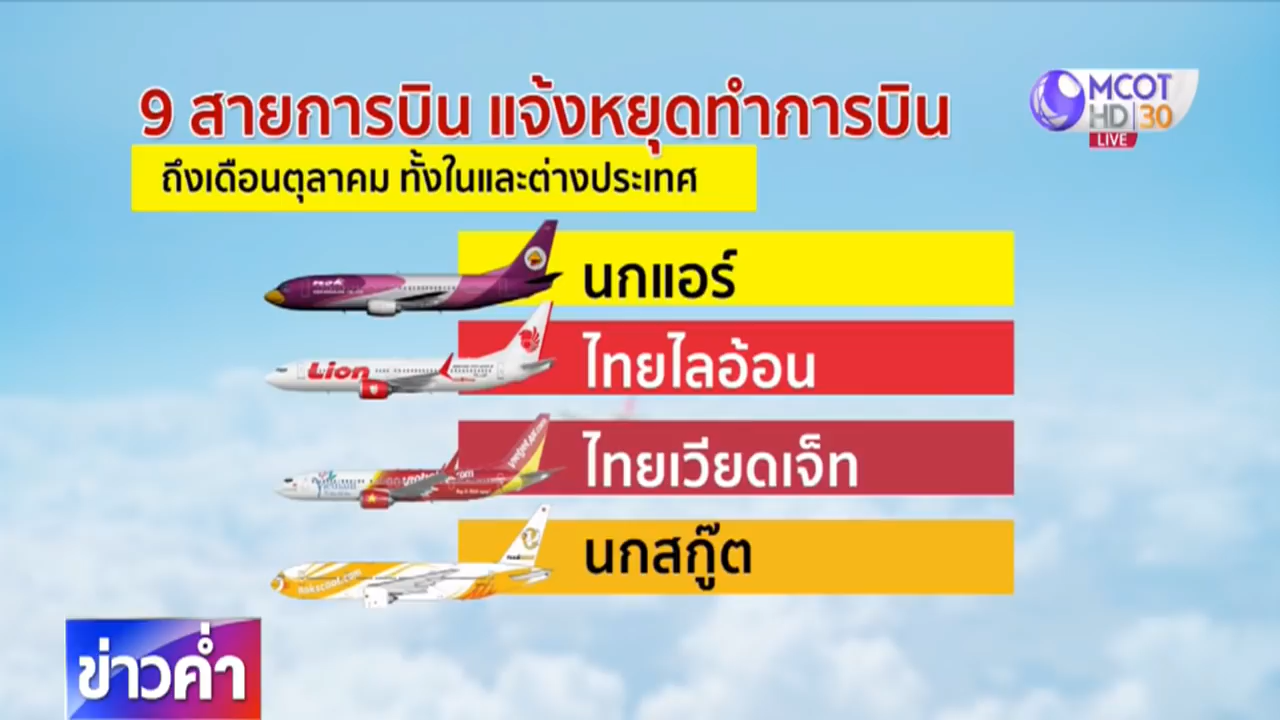 9 สายการบิน แจ้งหยุดทำการบิน
MCOT
HD 30
LIVE
ถึงเดือนตุลาคม ทั้งในและต่างประเทศ
นกแอร์
Lion
ไทยไลอ้อน
ไทยเวียดเจ็ท
นกสกู๊ต
nokscoot.com
ข่าวค่ำ